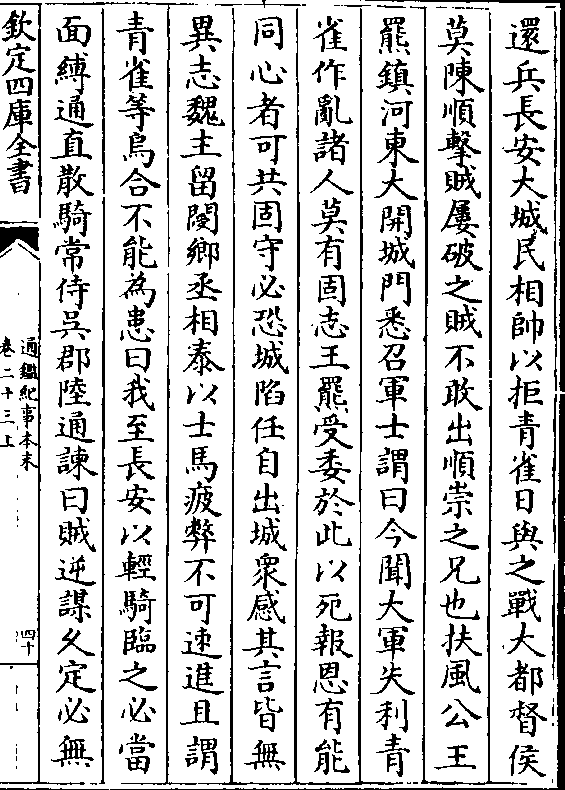 還兵長安大城民相帥以拒青雀日與之戰大都督侯
莫陳順擊賊屢破之賊不敢出順崇之兄也扶風公王
羆鎮河東大開城門悉召軍士謂曰今聞大軍失利青
雀作亂諸人莫有固志王羆受委於此以死報恩有能
同心者可共固守必恐城陷任自出城衆感其言皆無
異志魏主留閿鄉丞相泰以士馬疲弊不可速進且謂
青雀等烏合不能為患曰我至長安以輕騎臨之必當
面縛通直散騎常侍吳郡陸通諫曰賊逆謀久定必無
欽定四庫全書
通鑑紀事本末
卷二十三上
四十